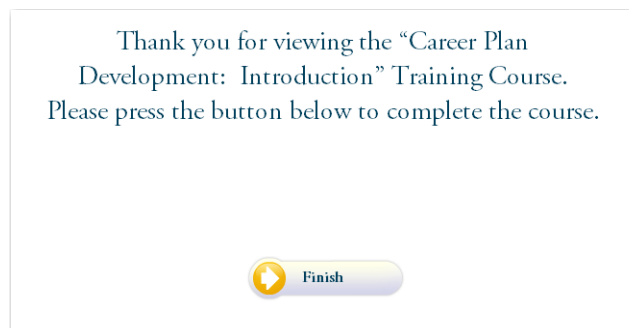 Thank you for viewing the “Career Plan
Development:  Introduction” Training Course.
Please press the button below to complete the course.
Finish